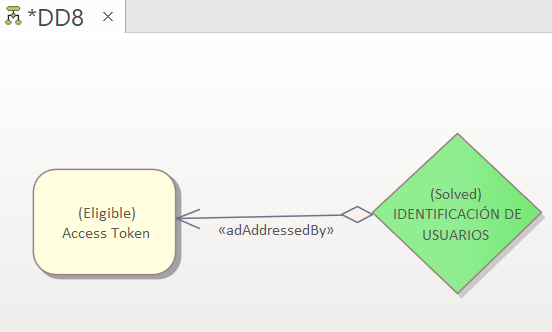 *DD8
(Eligible)
Access Token
«adAddressedBy»
(Solved)
IDENTIFICACIÓN DE
USUARIOS